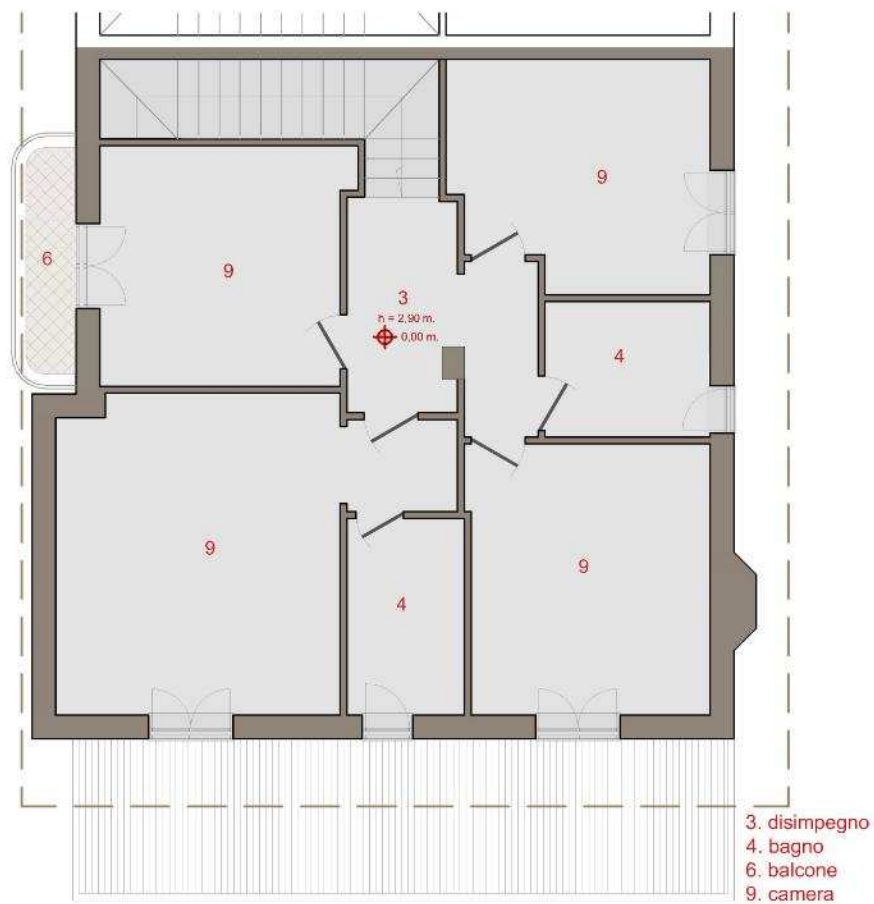 9
6
9
3
h = 2,90 m.
0,00 m.
4
9
9
4
3. disimpegno
4. bagno
6. balcone
9. camera